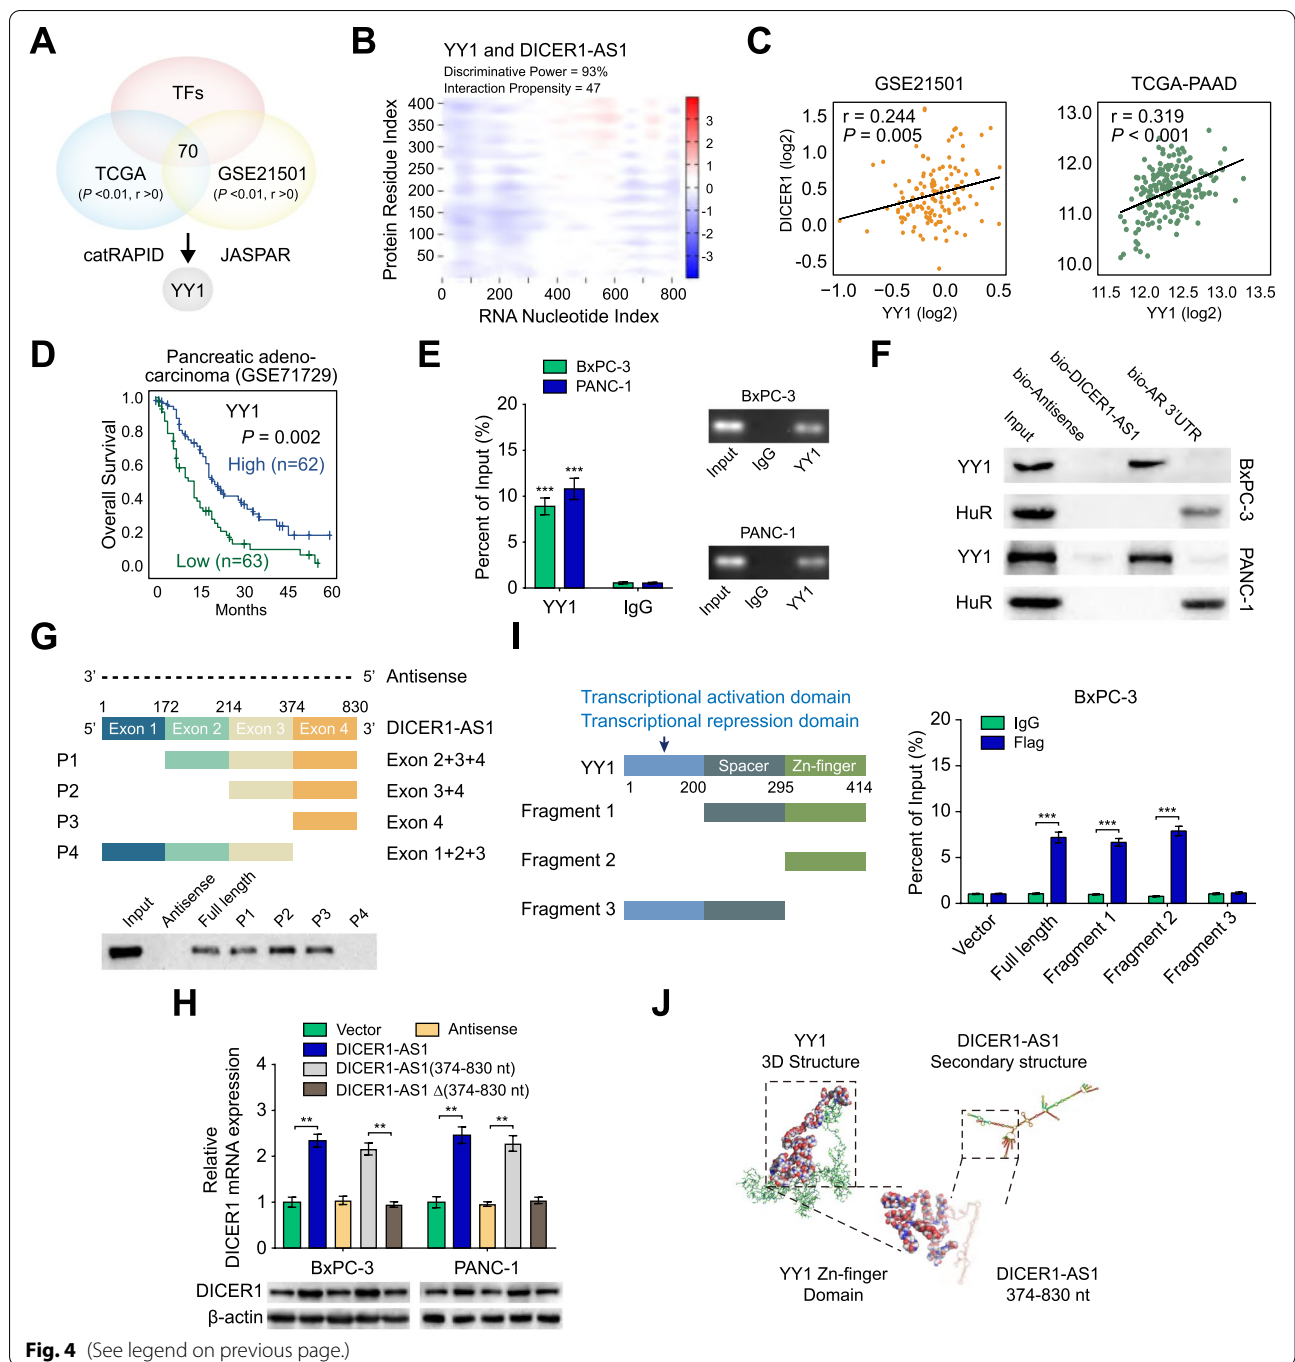 A
TFs
70
TCGA
(P <0.01, r >0)
GSE21501
(P <0.01, r >0)
catRAPID
JASPAR
YY1
B
YY1 and DICER1-AS1
Discriminative Power = 93%
Interaction Propensity = 47
Protein Residue Index
400
350
300
250
200
150
100
50
0 200 400 600 800
RNA Nucleotide Index
3
2
1
0
-1
-2
-3
C
GSE21501
r = 0.244
P = 0.005
DICER1 (log2)
1.5
1.0
0.5
0.0
-0.5
−1.0 -0.5 0.0 0.5
YY1 (log2)
TCGA-PAAD
r = 0.319
P < 0.001
13.0
12.0
11.0
10.0
11.5 12.0 12.5 13.0 13.5
YY1 (log2)
D
Pancreatic adeno-
carcinoma (GSE71729)
YY1
P = 0.002
High (n=62)
Low (n=63)
Overall Survival
1.0
0.8
0.6
0.4
0.2
0.0
0 15 30 45 60
Months
E
BxPC-3
PANC-1
Percent of Input (%)
20
15
10
5
0
*** ***
YY1 IgG
BxPC-3
Input IgG YY1
PANC-1
Input IgG YY1
F
Input bio-Antisense bio-DICER1-AS1 bio-AR 3'UTR
YY1
HuR
BxPC-3
YY1
HuR
PANC-1
G
3’ 5’ Antisense
1 172 214 374 830
5’ Exon 1 Exon 2 Exon 3 Exon 4 3’ DICER1-AS1
P1 Exon 2+3+4
P2 Exon 3+4
P3 Exon 4
P4 Exon 1+2+3
Input Antisense Full length P1 P2 P3 P4
I
Transcriptional activation domain
Transcriptional repression domain
YY1 Spacer Zn-finger
1 200 295 414
Fragment 1
Fragment 2
Fragment 3
BxPC-3
IgG
Flag
Percent of Input (%)
20
15
10
5
0
*** *** ***
Vector Full length Fragment 1 Fragment 2 Fragment 3
H
Vector Antisense
DICER1-AS1
DICER1-AS1(374-830 nt)
DICER1-AS1 Δ(374-830 nt)
Relative
DICER1 mRNA expression
4
3
2
1
0
** ** ** **
BxPC-3 PANC-1
DICER1
β-actin
J
YY1
3D Structure
DICER1-AS1
Secondary structure
YY1 Zn-finger
Domain
DICER1-AS1
374-830 nt
Fig. 4 (See legend on previous page.)